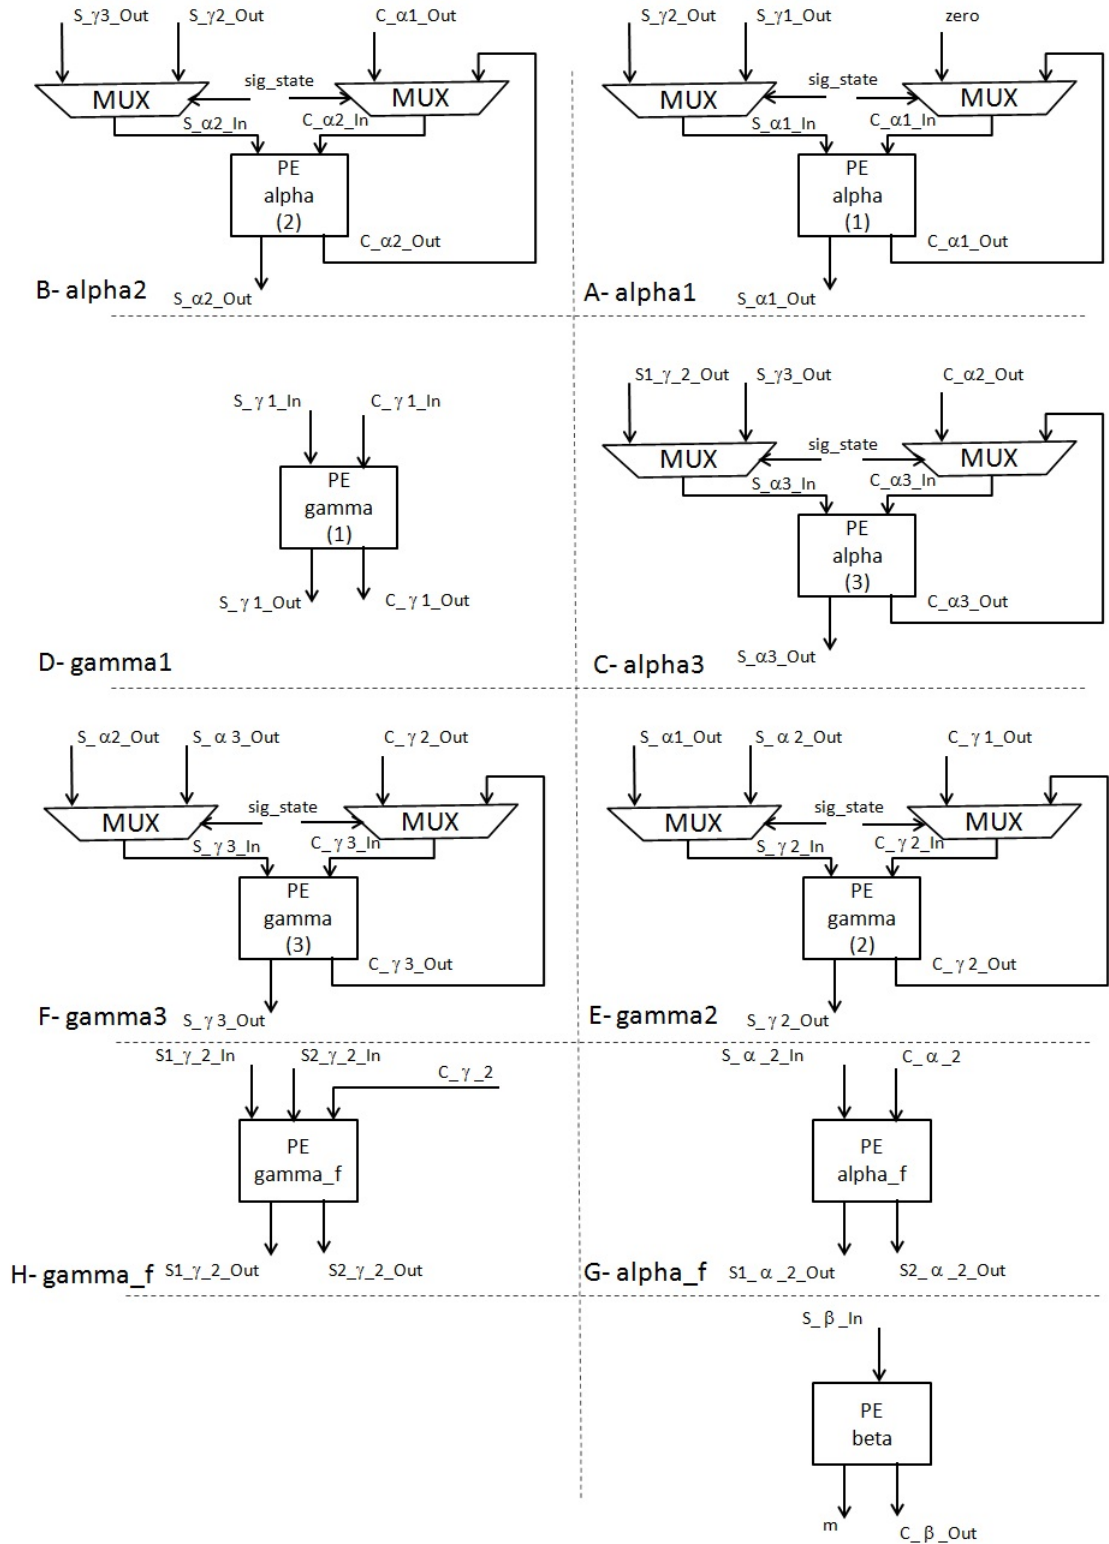 S_γ3_Out S_γ2_Out C_α1_Out
sig_state
MUX MUX
S_α2_In C_α2_In
PE
alpha
(2)
C_α2_Out
B- alpha2 S_α2_Out
S_γ2_Out S_γ1_Out zero
sig_state
MUX MUX
S_α1_In C_α1_In
PE
alpha
(1)
C_α1_Out
A- alpha1 S_α1_Out
S_γ1_In C_γ1_In
PE
gamma
(1)
S_γ1_Out C_γ1_Out
D- gamma1
S1_γ_2_Out S_γ3_Out C_α2_Out
sig_state
MUX MUX
S_α3_In C_α3_In
PE
alpha
(3)
C_α3_Out
C- alpha3 S_α3_Out
S_α2_Out S_α3_Out C_γ2_Out
sig_state
MUX MUX
S_γ3_In C_γ3_In
PE
gamma
(3)
C_γ3_Out
F- gamma3 S_γ3_Out
S_α1_Out S_α2_Out C_γ1_Out
sig_state
MUX MUX
S_γ2_In C_γ2_In
PE
gamma
(2)
C_γ2_Out
E- gamma2 S_γ2_Out
S1_γ_2_In S2_γ_2_In C_γ_2
PE
gamma_f
H- gamma_f S1_γ_2_Out S2_γ_2_Out
S_α_2_In C_α_2
PE
alpha_f
G- alpha_f S1_α_2_Out S2_α_2_Out
S_β_In
PE
beta
m C_β_Out